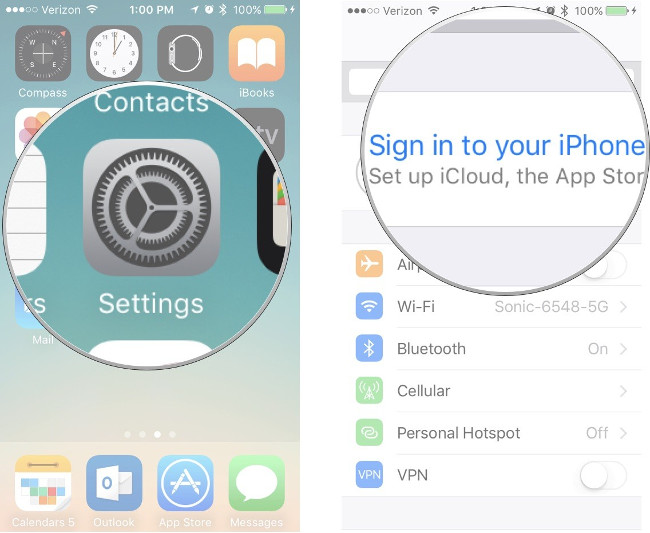 Verizon 1:00 PM 100%
Compass
iBooks
Contacts
tv
Settings
rs
Mail
Calendars 5
Outlook
App Store
Messages
Verizon 100%
Sign in to your iPhone
Set up iCloud, the App Stor
Wi-Fi Sonic-6548-5G
Bluetooth On
Cellular
Personal Hotspot Off
VPN VPN